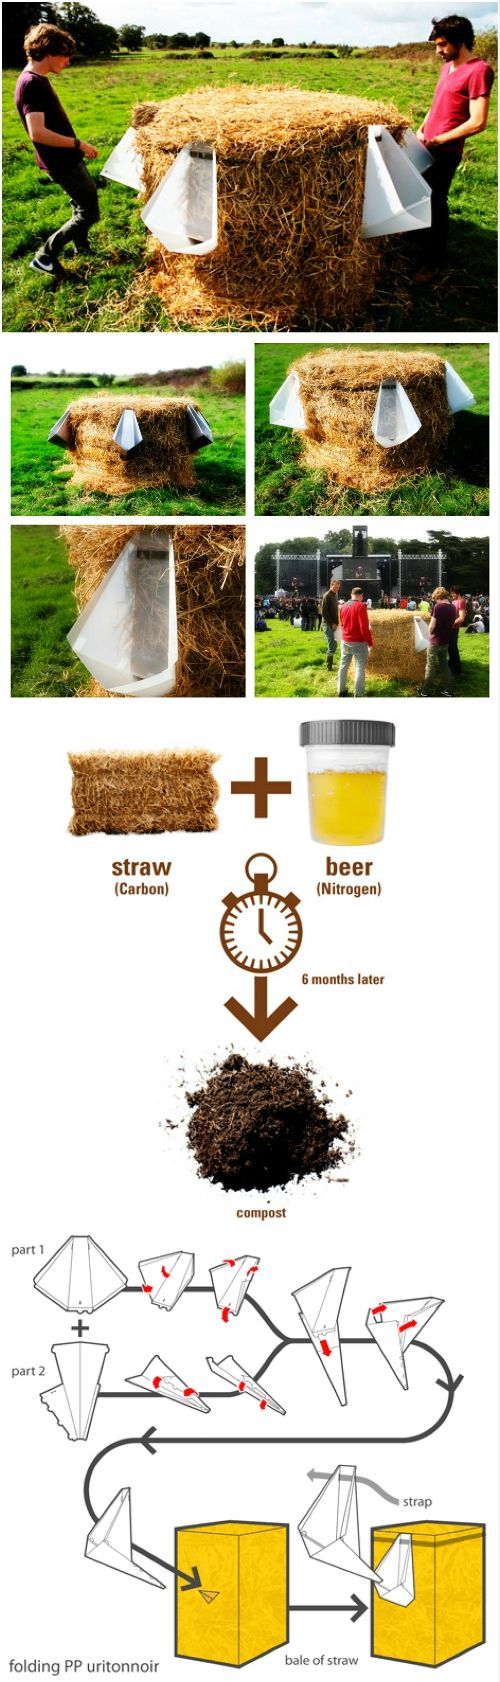 straw
(Carbon)
beer
(Nitrogen)
6 months later
compost
part 1
part 2
strap
bale of straw
folding PP uritonnoir